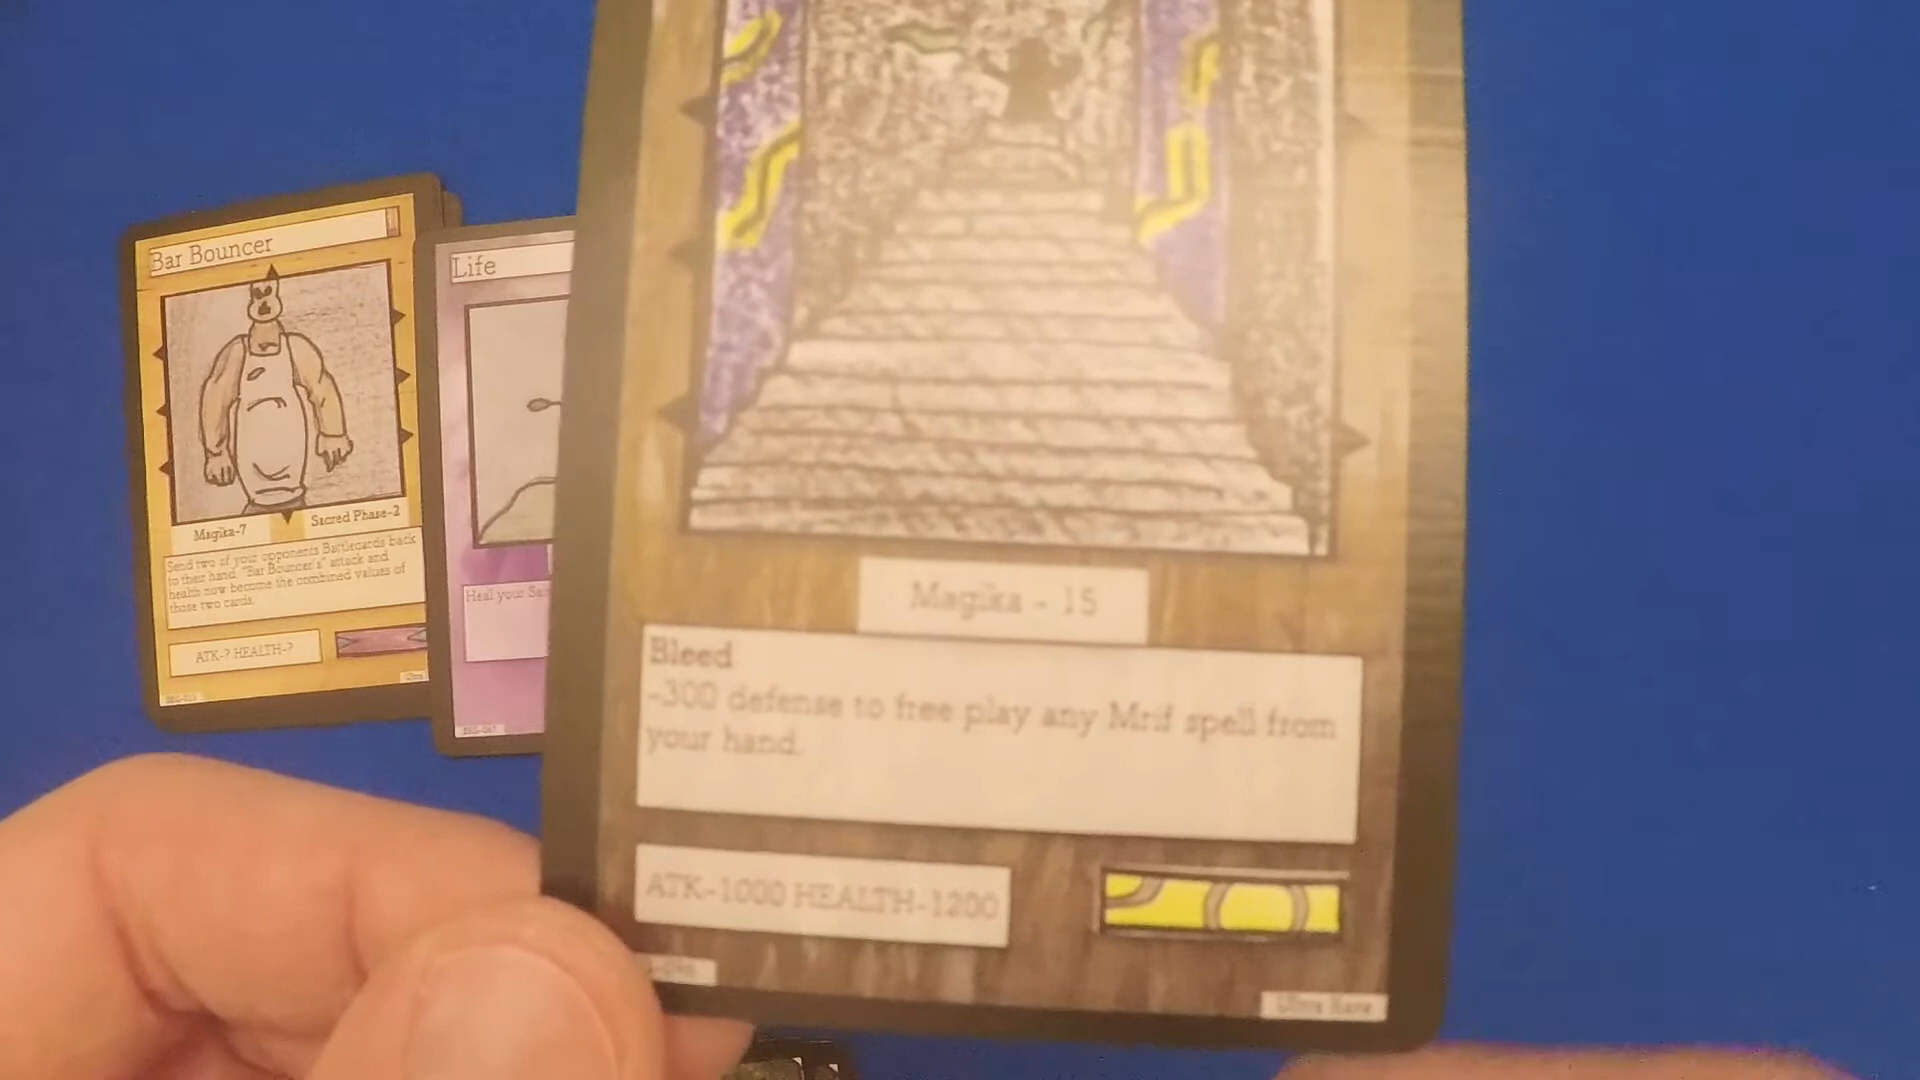 Bar Bouncer
Magika-7
Sacred Phase-2
Send two of your opponents Battlecards back
to their hand. "Bar Bouncer's" attack and
health now become the combined values of
those two cards.
ATK-? HEALTH-?
Life
Heal your
Magika - 15
Bleed
-300 defense to free play any Mrif spell from
your hand.
ATK-1000 HEALTH-1200
Ultra Rare